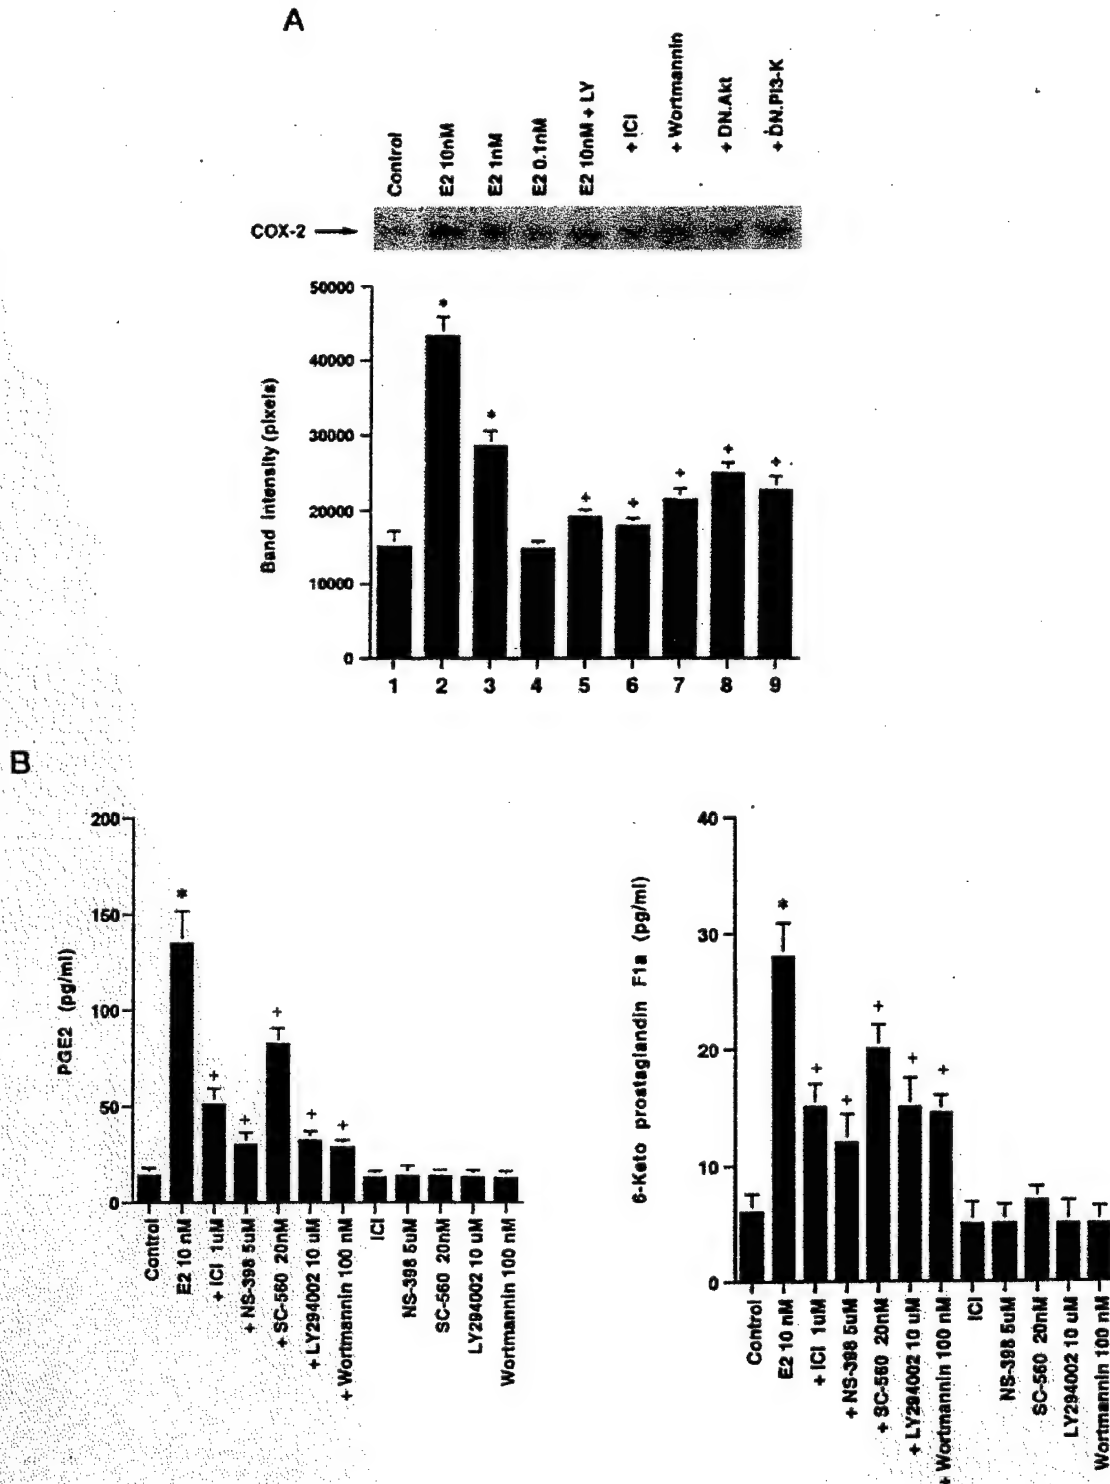 A
Control
E2 10nM
E2 1nM
E2 0.1nM
E2 10nM + LY
+ ICI
+ Wortmannin
+ DN.Akt
+ DN.PI3-K
COX-2
50000
40000
30000
20000
10000
0
Band intensity (pixels)
*
*
+
+
+
+
+
1 2 3 4 5 6 7 8 9
B
200
150
100
50
0
PGE2 (pg/ml)
*
+
+
+
+
+
Control
E2 10 nM
+ ICI 1uM
+ NS-398 5uM
+ SC-560 20nM
+ LY294002 10 uM
+ Wortmannin 100 nM
ICI
NS-398 5uM
SC-560 20nM
LY294002 10 uM
Wortmannin 100 nM
40
30
20
10
0
6-Keto prostaglandin F1a (pg/ml)
*
+
+
+
+
+
Control
E2 10 nM
+ ICI 1uM
+ NS-398 5uM
+ SC-560 20nM
+ LY294002 10 uM
+ Wortmannin 100 nM
ICI
NS-398 5uM
SC-560 20nM
LY294002 10 uM
Wortmannin 100 nM